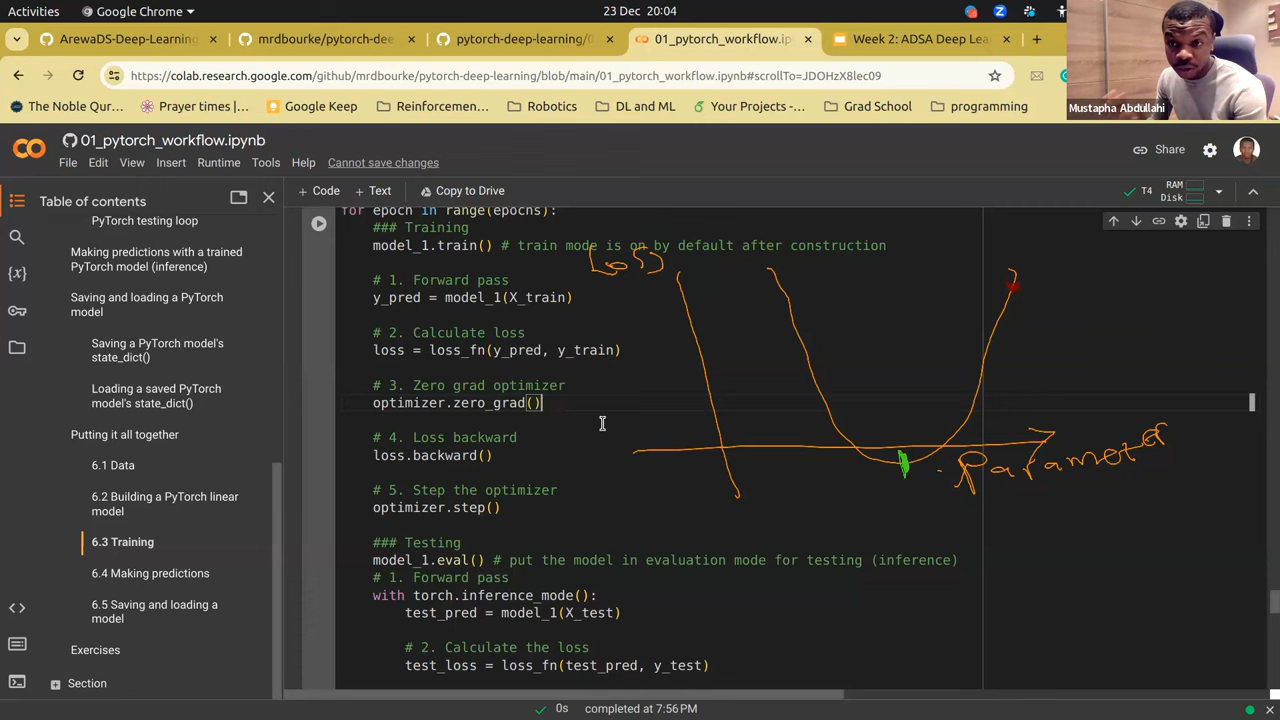 Activities
Google Chrome
23 Dec 20:04
ArewaDS-Deep-Learning
mrdbourke/pytorch-dee
pytorch-deep-learning/0
01_pytorch_workflow.ipyn
Week 2: ADSA Deep Lea
https://colab.research.google.com/github/mrdbourke/pytorch-deep-learning/blob/main/01_pytorch_workflow.ipynb#scrollTo=JDOHzX8lec09
The Noble Qur...
Prayer times |...
Google Keep
Reinforcemen...
Robotics
DL and ML
Your Projects -...
Grad School
programming
Mustapha Abdullahi
01_pytorch_workflow.ipynb
File Edit View Insert Runtime Tools Help Cannot save changes
Share
+ Code + Text Copy to Drive
T4
RAM
Disk
Table of contents
PyTorch testing loop
Making predictions with a trained
PyTorch model (inference)
Saving and loading a PyTorch
model
Saving a PyTorch model's
state_dict()
Loading a saved PyTorch
model's state_dict()
Putting it all together
6.1 Data
6.2 Building a PyTorch linear
model
6.3 Training
6.4 Making predictions
6.5 Saving and loading a
model
Exercises
Section
for epoch in range(epochs):
### Training
model_1.train() # train mode is on by default after construction
Loss
# 1. Forward pass
y_pred = model_1(X_train)
# 2. Calculate loss
loss = loss_fn(y_pred, y_train)
# 3. Zero grad optimizer
optimizer.zero_grad()
# 4. Loss backward
loss.backward()
Parameter
# 5. Step the optimizer
optimizer.step()
### Testing
model_1.eval() # put the model in evaluation mode for testing (inference)
# 1. Forward pass
with torch.inference_mode():
test_pred = model_1(X_test)
# 2. Calculate the loss
test_loss = loss_fn(test_pred, y_test)
0s completed at 7:56PM